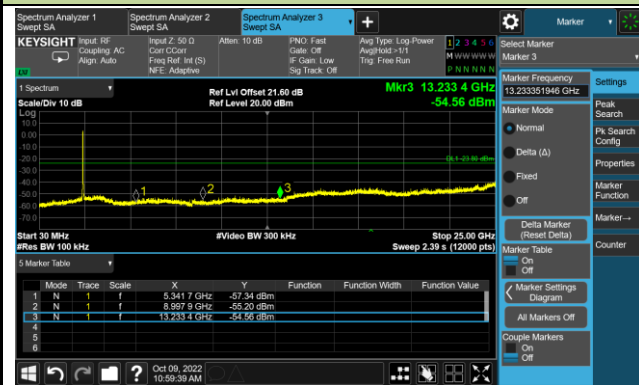 Spectrum Analyzer 1
Swept SA
Spectrum Analyzer 2
Swept SA
Spectrum Analyzer 3
Swept SA
+
Marker
KEYSIGHT
Input: RF
Coupling: AC
Align: Auto
Input Z: 50 Ω
Corr CCorr
Freq Ref: Int (S)
NFE: Adaptive
Atten: 10 dB
PNO: Fast
Gate: Off
IF Gain: Low
Sig Track: Off
Avg Type: Log-Power
Avg|Hold:>1/1
Trig: Free Run
1 2 3 4 5 6
M W W W W W
P N N N N N
LXI
Select Marker
Marker 3
1 Spectrum
Scale/Div 10 dB
Ref Lvl Offset 21.60 dB
Ref Level 20.00 dBm
Mkr3 13.233 4 GHz
-54.56 dBm
Log
10.0
0.00
-10.0
-20.0
-30.0
-40.0
-50.0
-60.0
-70.0
DL1 -23.80 dBm
1
2
3
Start 30 MHz
#Res BW 100 kHz
#Video BW 300 kHz
Stop 25.00 GHz
Sweep 2.39 s (12000 pts)
5 Marker Table
Mode Trace Scale X Y Function Function Width Function Value
1 N 1 f 5.341 7 GHz -57.34 dBm
2 N 1 f 8.997 9 GHz -55.20 dBm
3 N 1 f 13.233 4 GHz -54.56 dBm
4
5
6
Marker Frequency
13.233351946 GHz
Marker Mode
Normal
Delta (Δ)
Fixed
Off
Delta Marker
(Reset Delta)
Marker Table
On
Off
Marker Settings
Diagram
All Markers Off
Couple Markers
On
Off
Settings
Peak
Search
Pk Search
Config
Properties
Marker
Function
Marker→
Counter
?
Oct 09, 2022
10:59:39 AM